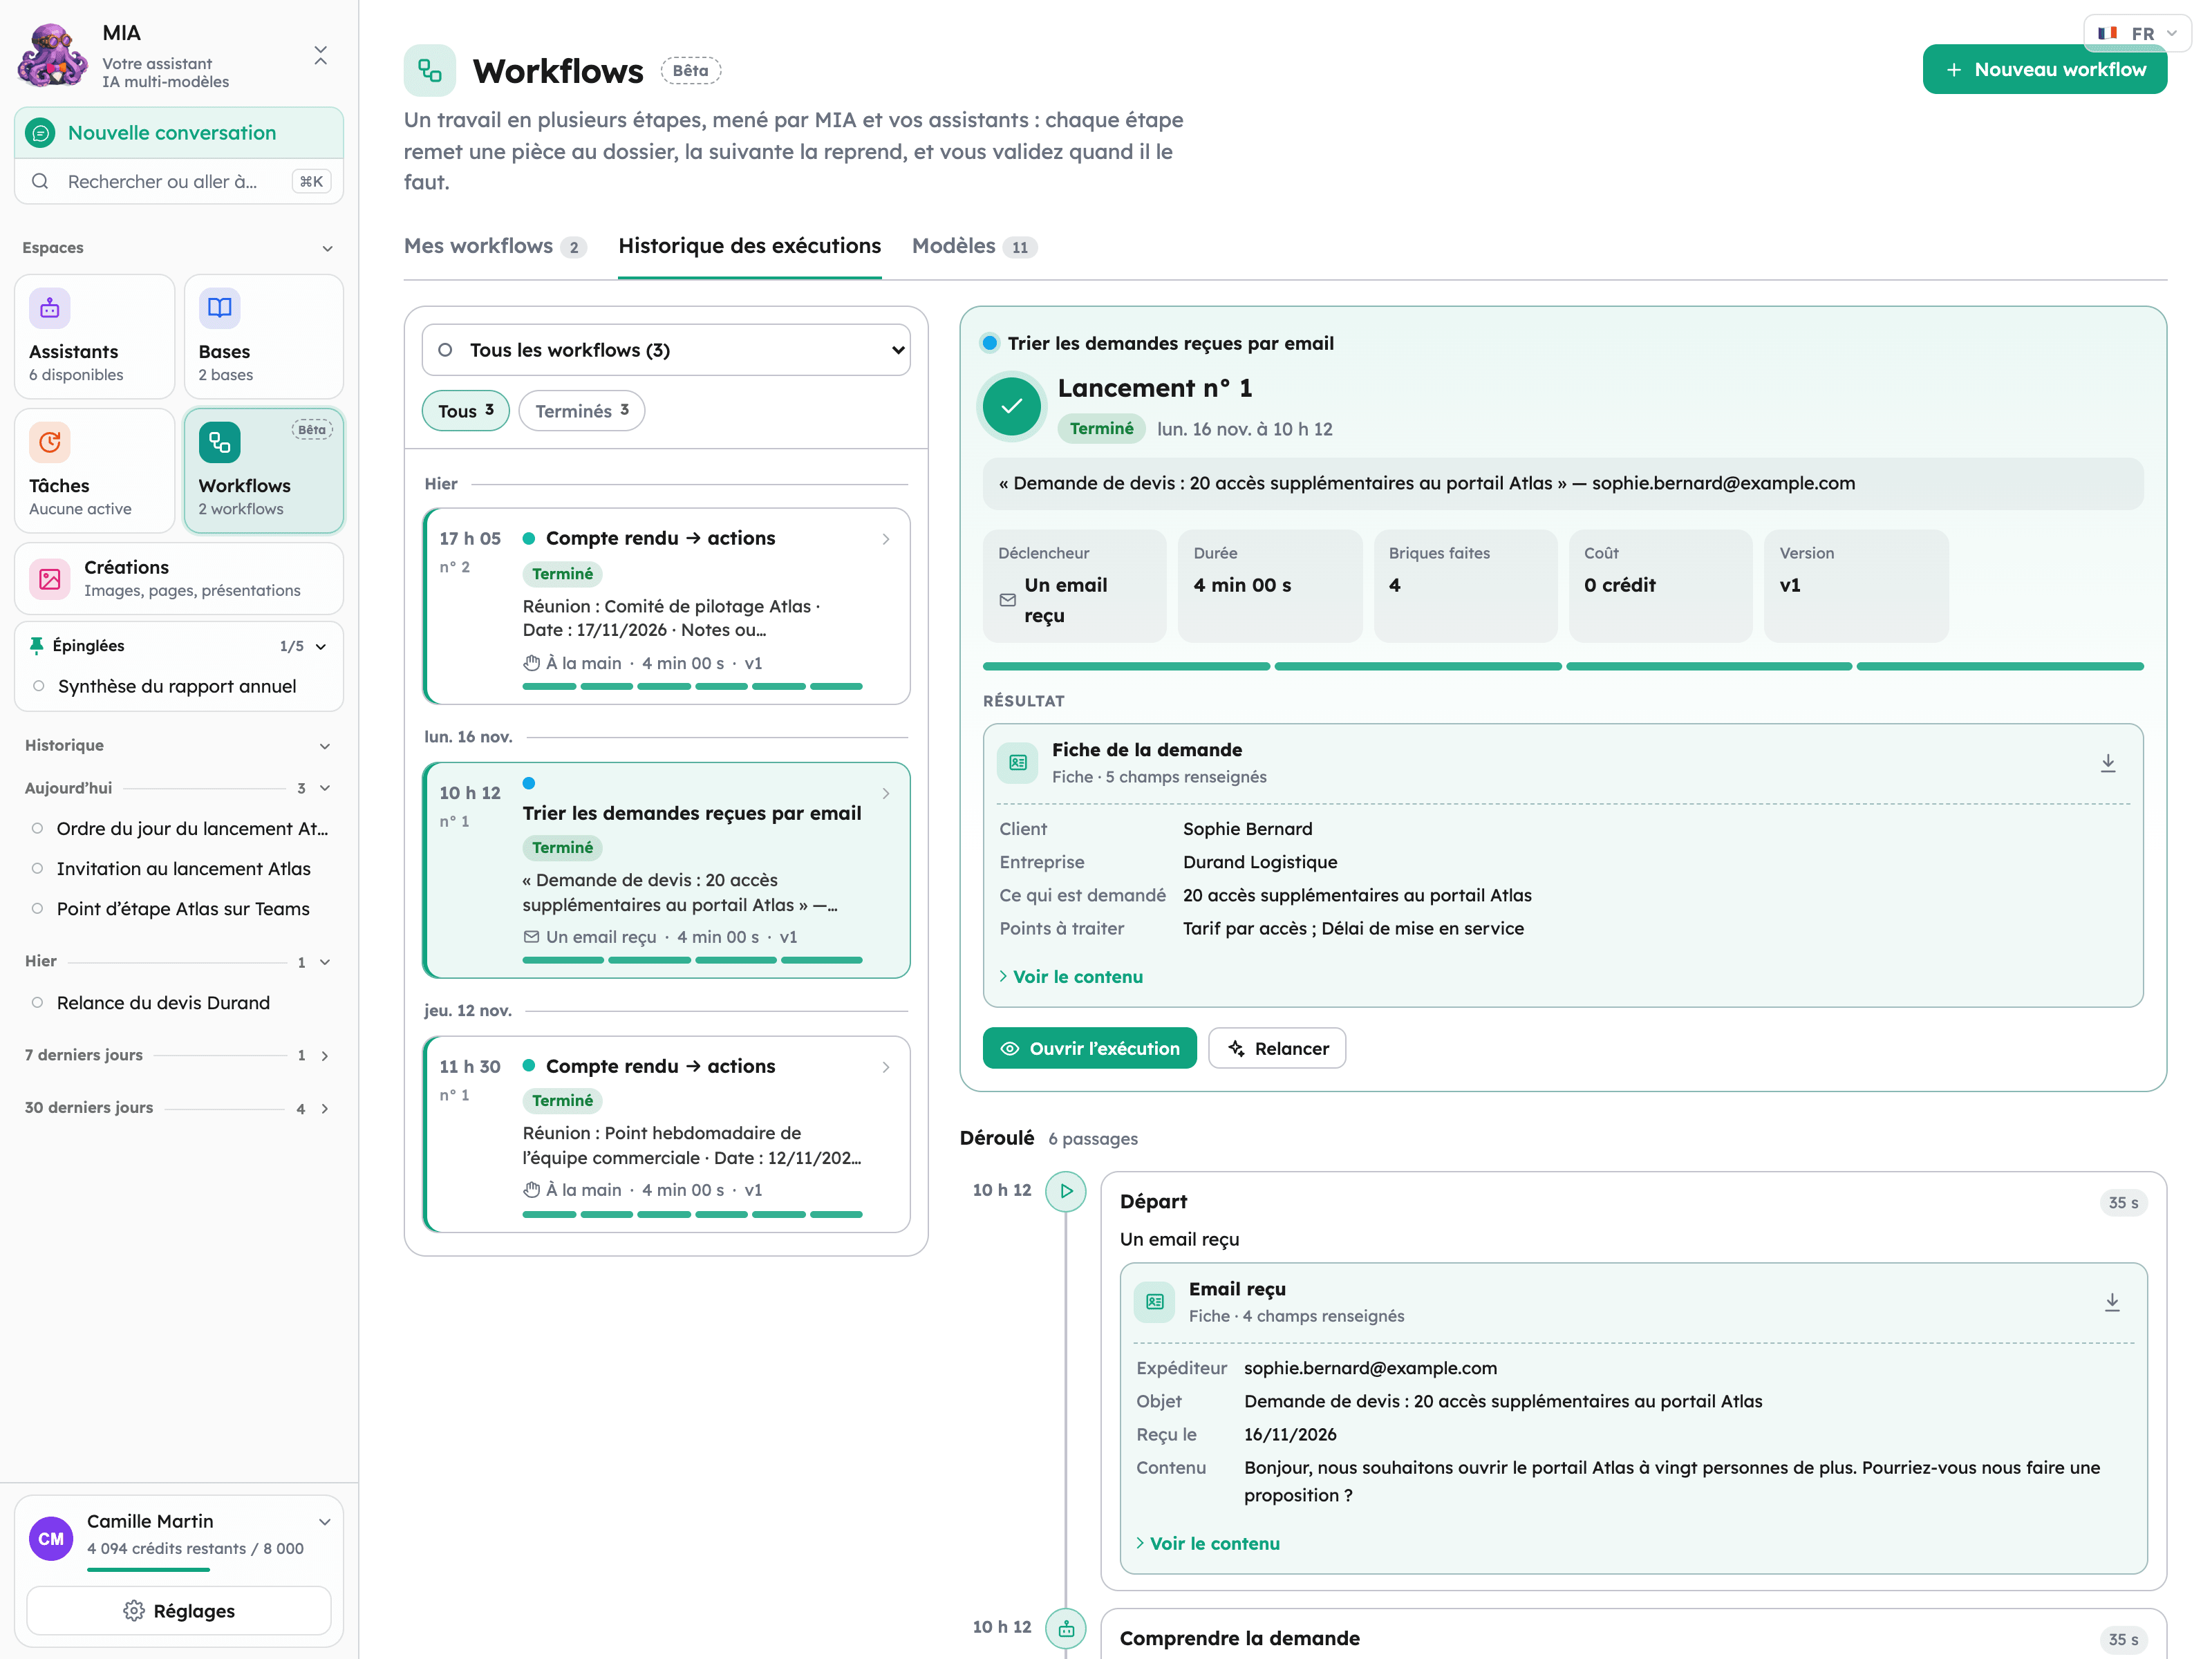 MIA
Votre assistant
IA multi-modèles
Nouvelle conversation
Rechercher ou aller à... ⌘K
Espaces
Assistants
6 disponibles
Bases
2 bases
Tâches
Aucune active
Bêta
Workflows
2 workflows
Créations
Images, pages, présentations
Épinglées 1/5
Synthèse du rapport annuel
Historique
Aujourd’hui 3
Ordre du jour du lancement At...
Invitation au lancement Atlas
Point d’étape Atlas sur Teams
Hier 1
Relance du devis Durand
7 derniers jours 1
30 derniers jours 4
CM
Camille Martin
4 094 crédits restants / 8 000
Réglages
FR
Workflows Bêta
+ Nouveau workflow
Un travail en plusieurs étapes, mené par MIA et vos assistants : chaque étape
remet une pièce au dossier, la suivante la reprend, et vous validez quand il le
faut.
Mes workflows 2 Historique des exécutions Modèles 11
Tous les workflows (3)
Tous 3 Terminés 3
Hier
17 h 05 Compte rendu → actions
n° 2
Terminé
Réunion : Comité de pilotage Atlas ·
Date : 17/11/2026 · Notes ou...
À la main · 4 min 00 s · v1
lun. 16 nov.
10 h 12
n° 1
Trier les demandes reçues par email
Terminé
« Demande de devis : 20 accès
supplémentaires au portail Atlas » —...
Un email reçu · 4 min 00 s · v1
jeu. 12 nov.
11 h 30 Compte rendu → actions
n° 1
Terminé
Réunion : Point hebdomadaire de
l’équipe commerciale · Date : 12/11/202...
À la main · 4 min 00 s · v1
Trier les demandes reçues par email
Lancement n° 1
Terminé lun. 16 nov. à 10 h 12
« Demande de devis : 20 accès supplémentaires au portail Atlas » — sophie.bernard@example.com
Déclencheur
Un email
reçu
Durée
4 min 00 s
Briques faites
4
Coût
0 crédit
Version
v1
RÉSULTAT
Fiche de la demande
Fiche · 5 champs renseignés
Client Sophie Bernard
Entreprise Durand Logistique
Ce qui est demandé 20 accès supplémentaires au portail Atlas
Points à traiter Tarif par accès ; Délai de mise en service
Voir le contenu
Ouvrir l’exécution Relancer
Déroulé 6 passages
10 h 12 Départ 35 s
Un email reçu
Email reçu
Fiche · 4 champs renseignés
Expéditeur sophie.bernard@example.com
Objet Demande de devis : 20 accès supplémentaires au portail Atlas
Reçu le 16/11/2026
Contenu Bonjour, nous souhaitons ouvrir le portail Atlas à vingt personnes de plus. Pourriez-vous nous faire une
proposition ?
Voir le contenu
10 h 12 Comprendre la demande 35 s